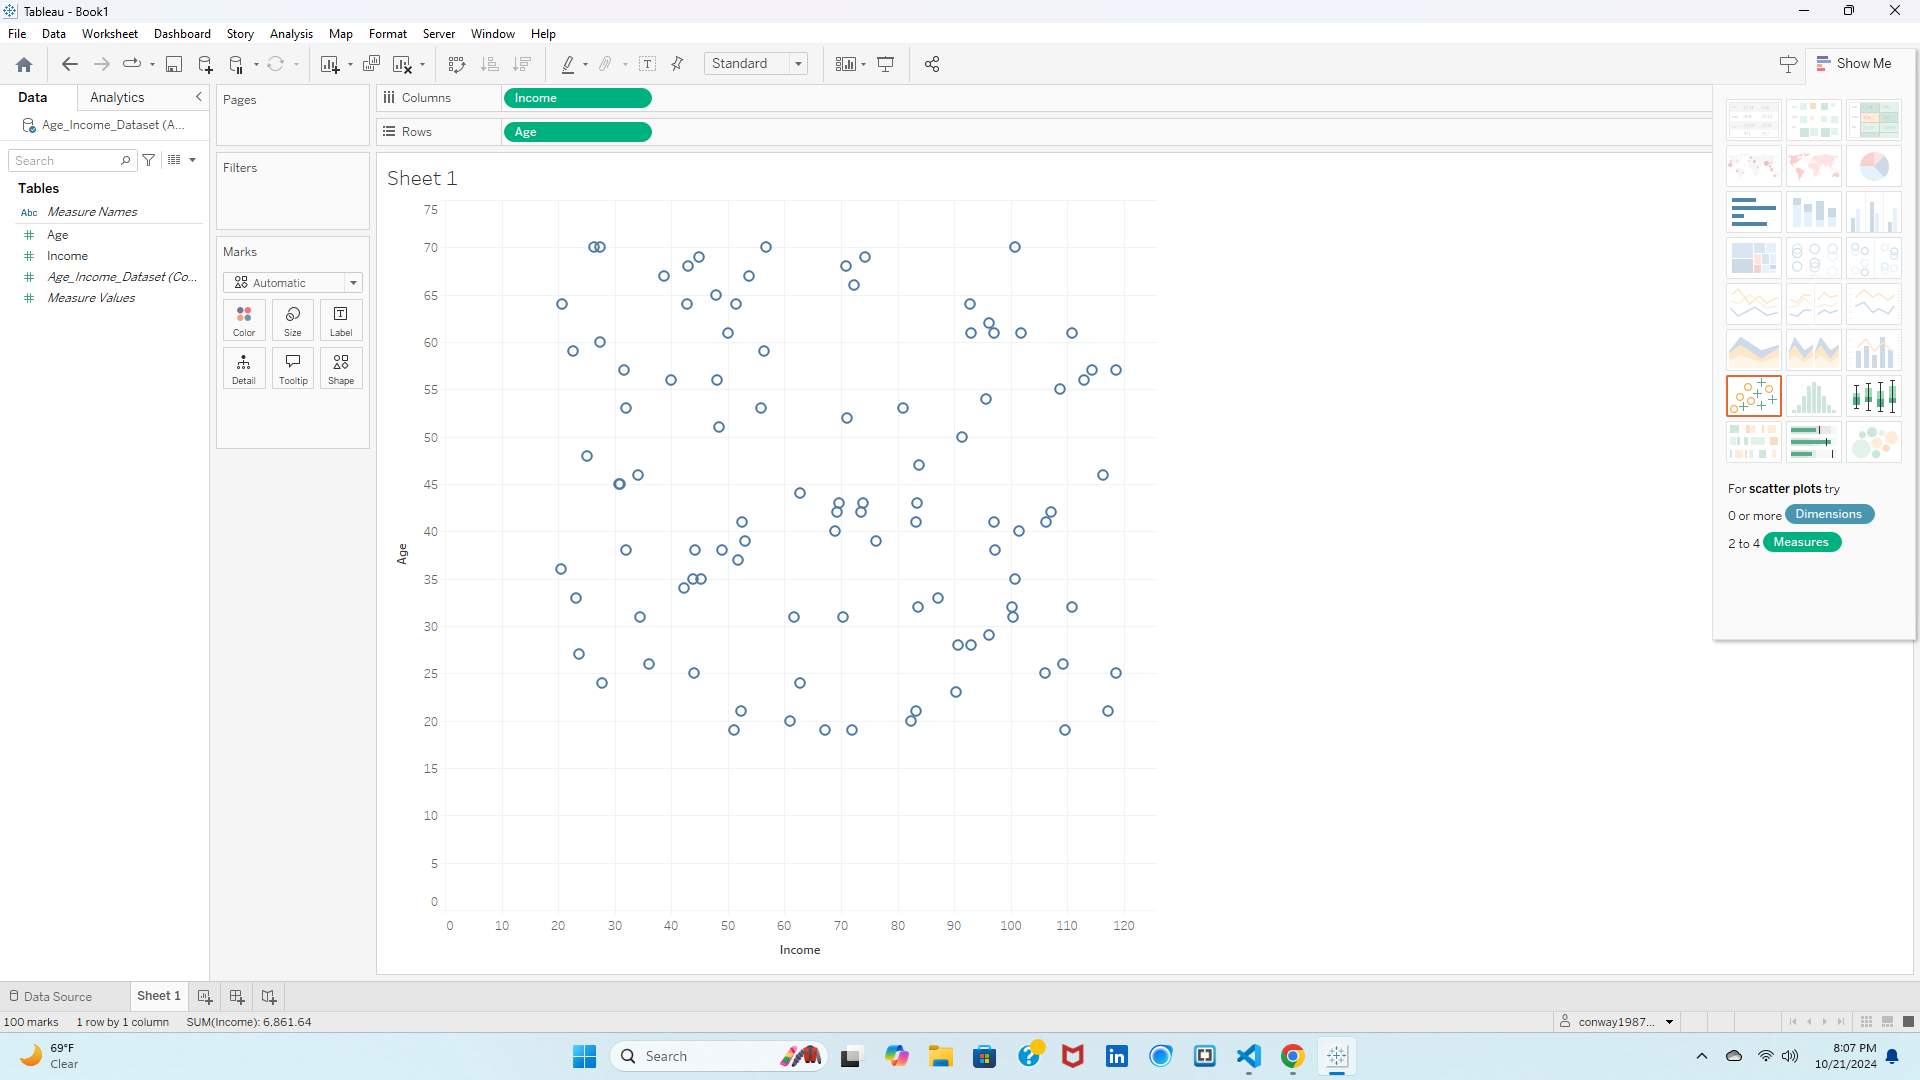 Tableau - Book1
File Data Worksheet Dashboard Story Analysis Map Format Server Window Help
Standard
Show Me
Data Analytics
Age_Income_Dataset (A...
Search
Tables
Abc Measure Names
Age
Income
Age_Income_Dataset (Co...
Measure Values
Pages
Filters
Marks
Automatic
Color Size Label
Detail Tooltip Shape
Columns Income
Rows Age
Sheet 1
75
70
65
60
55
50
45
40
35
30
25
20
15
10
5
0
Age
0 10 20 30 40 50 60 70 80 90 100 110 120
Income
For scatter plots try
0 or more Dimensions
2 to 4 Measures
Data Source Sheet 1
100 marks 1 row by 1 column SUM(Income): 6,861.64
conway1987...
69°F
Clear
Search
8:07 PM
10/21/2024